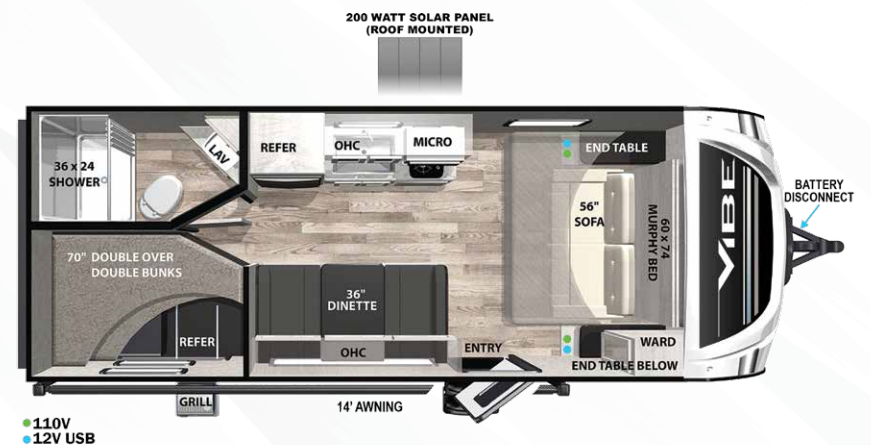 200 WATT SOLAR PANEL
(ROOF MOUNTED)
36 x 24
SHOWER
LAV
REFER
OHC
MICRO
END TABLE
56"
SOFA
60 x 74
MURPHY BED
VIBE
BATTERY
DISCONNECT
70" DOUBLE OVER
DOUBLE BUNKS
36"
DINETTE
REFER
OHC
ENTRY
WARD
END TABLE BELOW
GRILL
14' AWNING
110V
12V USB